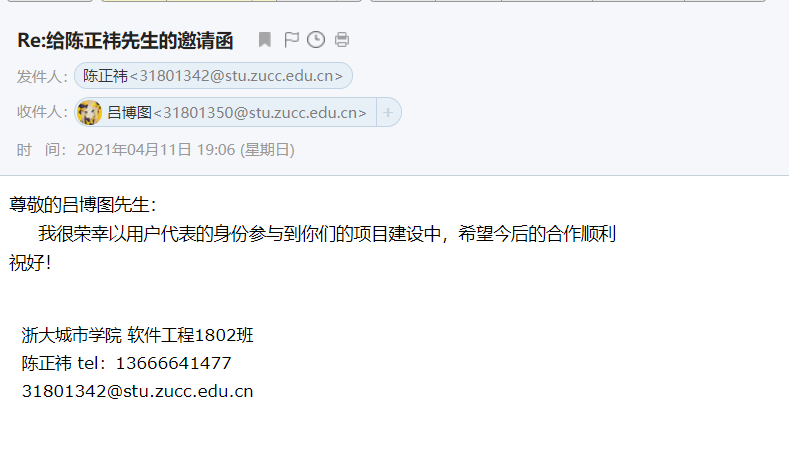 Re:给陈正祎先生的邀请函
发件人：陈正祎<31801342@stu.zucc.edu.cn>
收件人：吕博图<31801350@stu.zucc.edu.cn> +
时 间：2021年04月11日 19:06 (星期日)
尊敬的吕博图先生：
我很荣幸以用户代表的身份参与到你们的项目建设中，希望今后的合作顺利
祝好！
浙大城市学院 软件工程1802班
陈正祎 tel：13666641477
31801342@stu.zucc.edu.cn